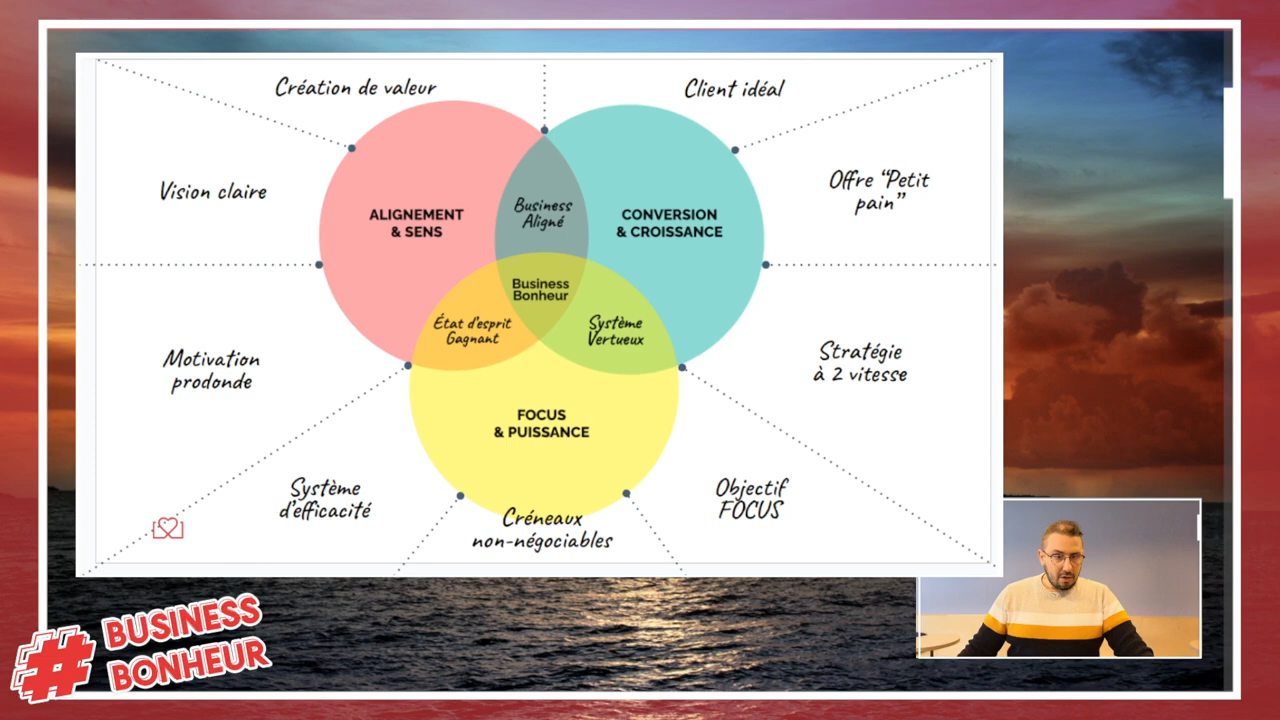 Création de valeur
Client idéal
Vision claire
Offre “Petit
pain”
ALIGNEMENT
& SENS
Business
Aligné
CONVERSION
& CROISSANCE
Business
Bonheur
État d'esprit
Gagnant
Système
Vertueux
Motivation
prodonde
Stratégie
à 2 vitesse
FOCUS
& PUISSANCE
Système
d'efficacité
Créneaux
non-négociables
Objectif
FOCUS
# BUSINESS
BONHEUR